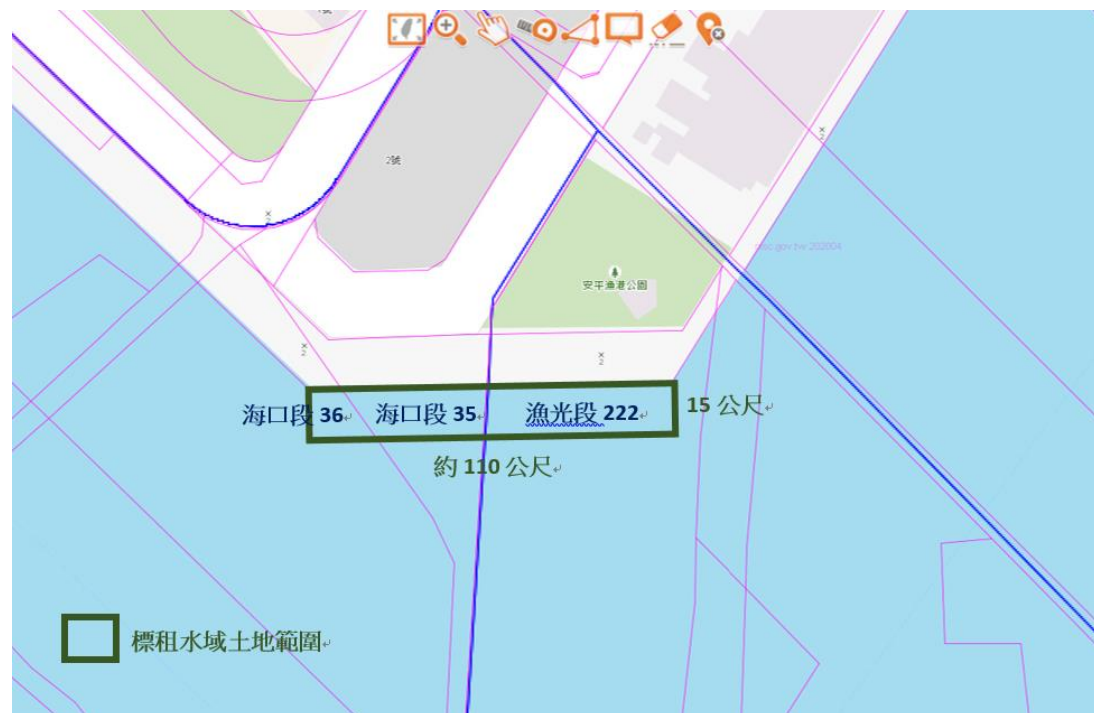 2號
安平漁港公園
海口段 36
海口段 35
漁光段 222
15 公尺
約 110 公尺
標租水域土地範圍